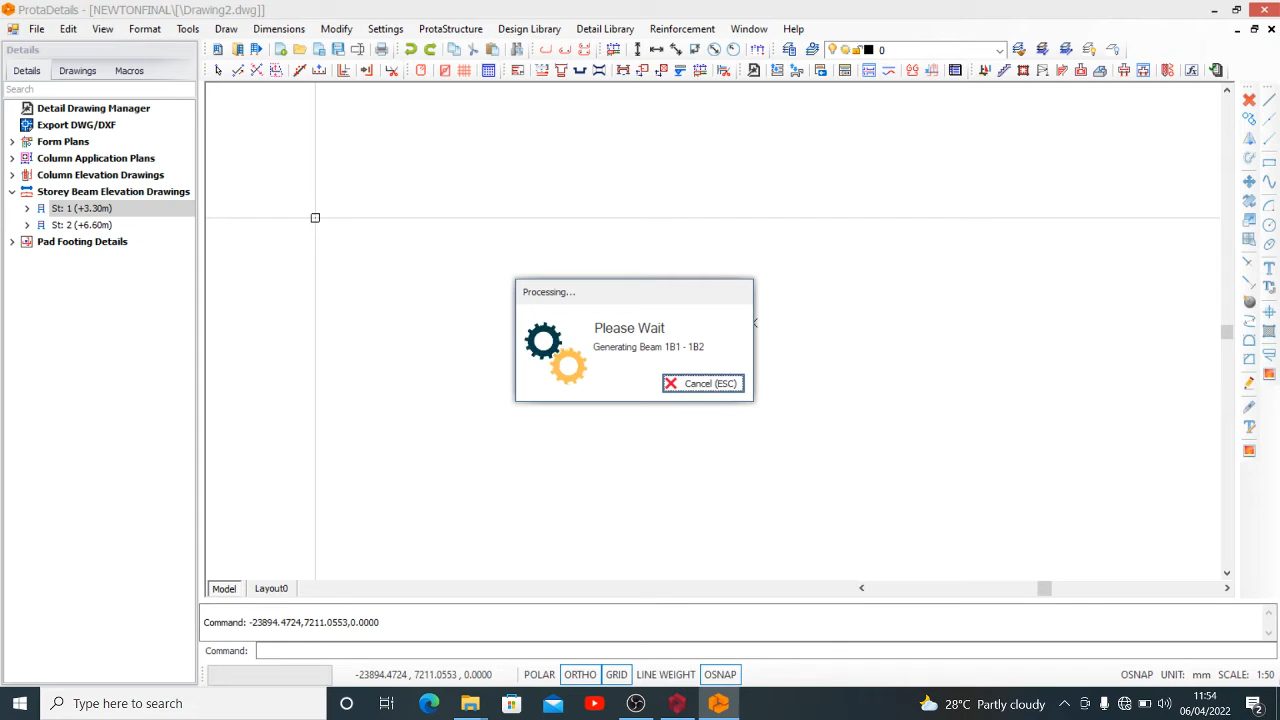 ProtaDetails - [NEWTONFINAL\[\Drawing2.dwg]]
File Edit View Insert Draw Dimensions Modify Format Tools Settings ProtaStructure Design Library Detail Library Reinforcement Window Help
Details
Details Drawings Macros
0
Search
Detail Drawing Manager
Export DWG/DXF
Form Plans
Column Application Plans
Column Elevation Drawings
Storey Beam Elevation Drawings
St: 1 (+3.30m)
St: 2 (+6.60m)
Pad Footing Details
Processing...
Please Wait
Generating Beam 1B1 - 1B2
Cancel (ESC)
Model Layout0
Command: -23894.4724,7211.0553,0.0000
Command:
-23894.4724 , 7211.0553 , 0.0000 POLAR ORTHO GRID LINE WEIGHT OSNAP OSNAP UNIT: mm SCALE: 1:50
Type here to search
28°C Partly cloudy
11:54
06/04/2022
2